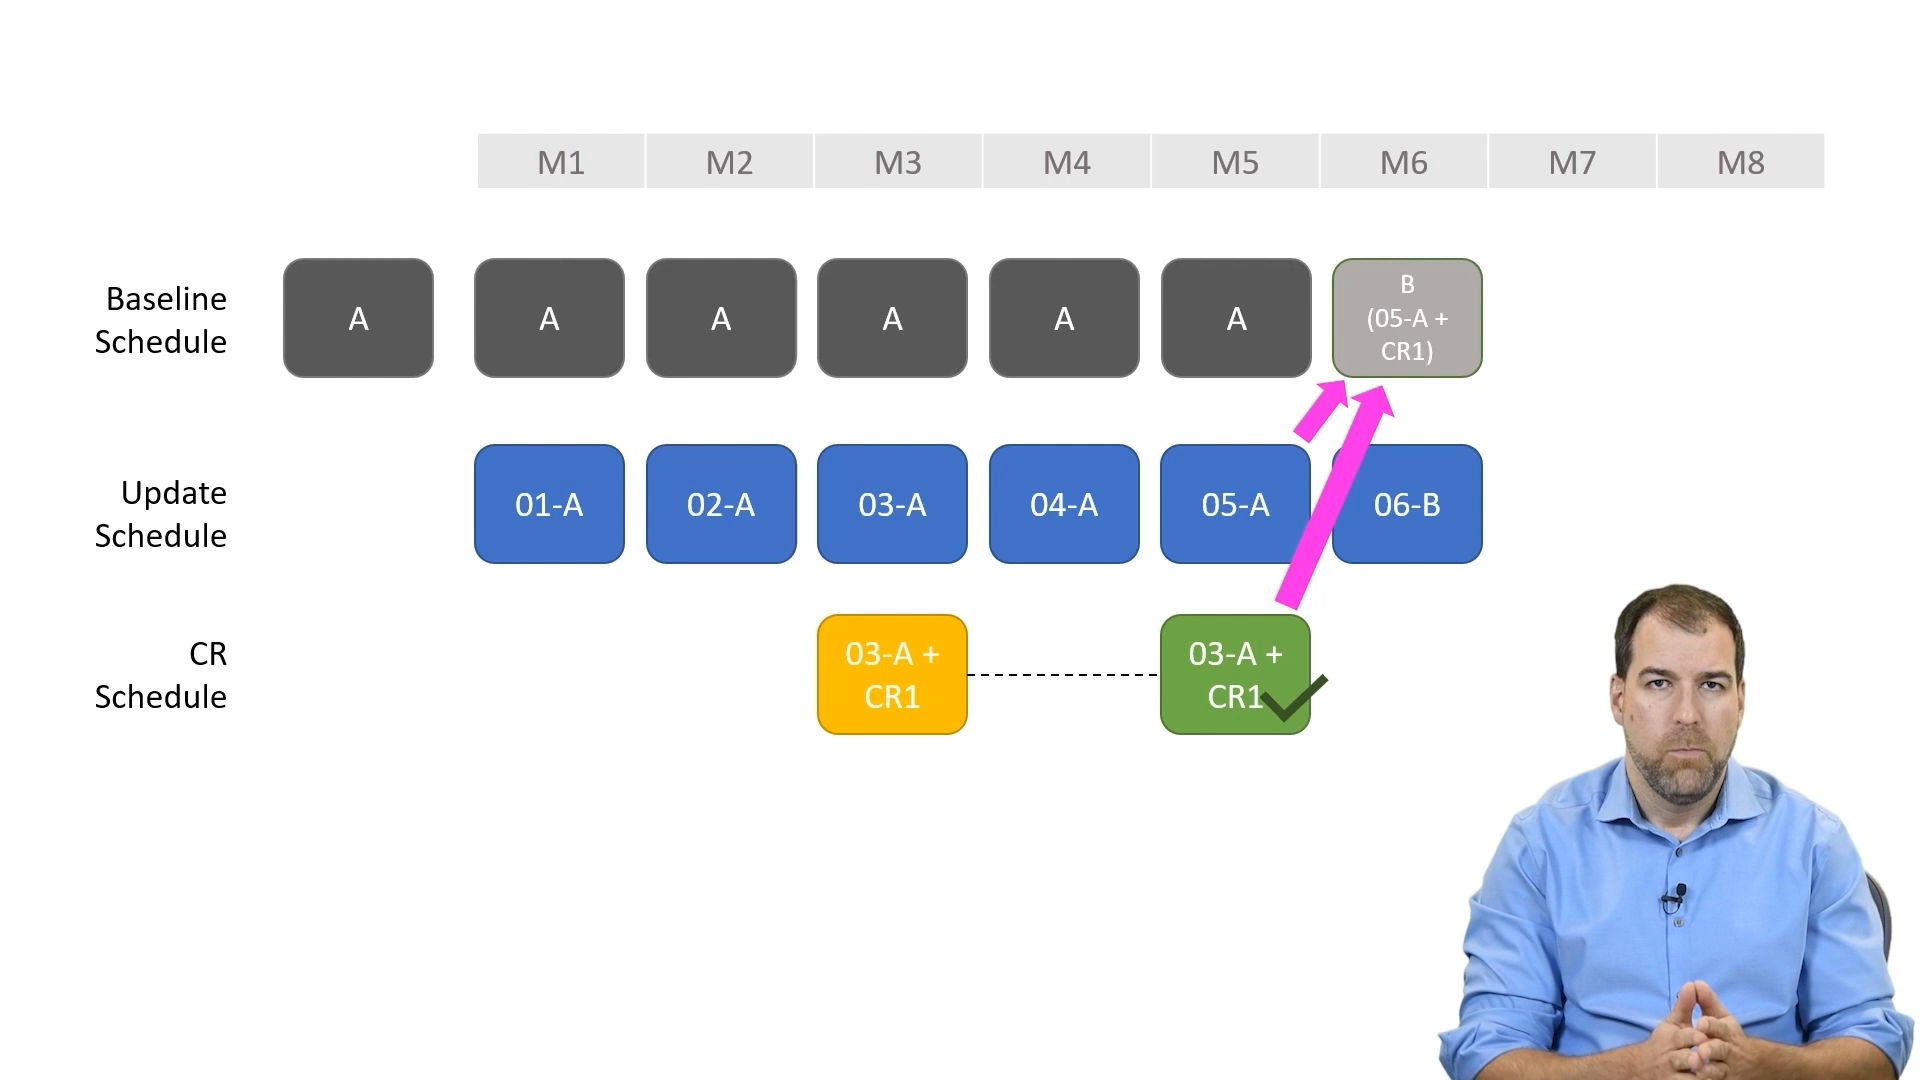 M1 M2 M3 M4 M5 M6 M7 M8
Baseline
Schedule
A A A A A A
B
(05-A +
CR1)
Update
Schedule
01-A 02-A 03-A 04-A 05-A 06-B
CR
Schedule
03-A +
CR1
03-A +
CR1